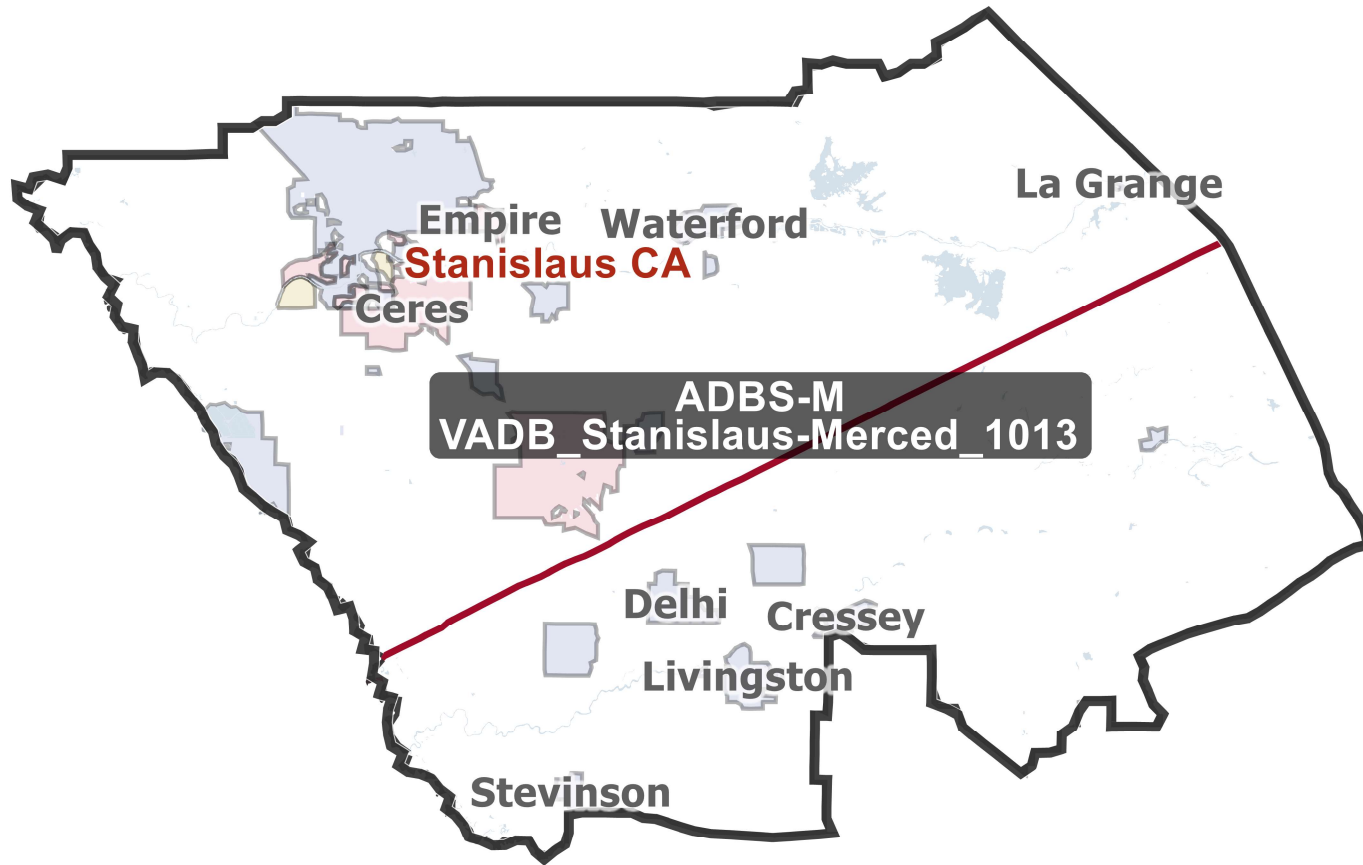 La Grange
Empire
Waterford
Stanislaus CA
Ceres
ADBS-M
VADB_Stanislaus-Merced_1013
Delhi
Cressey
Livingston
Stevinson